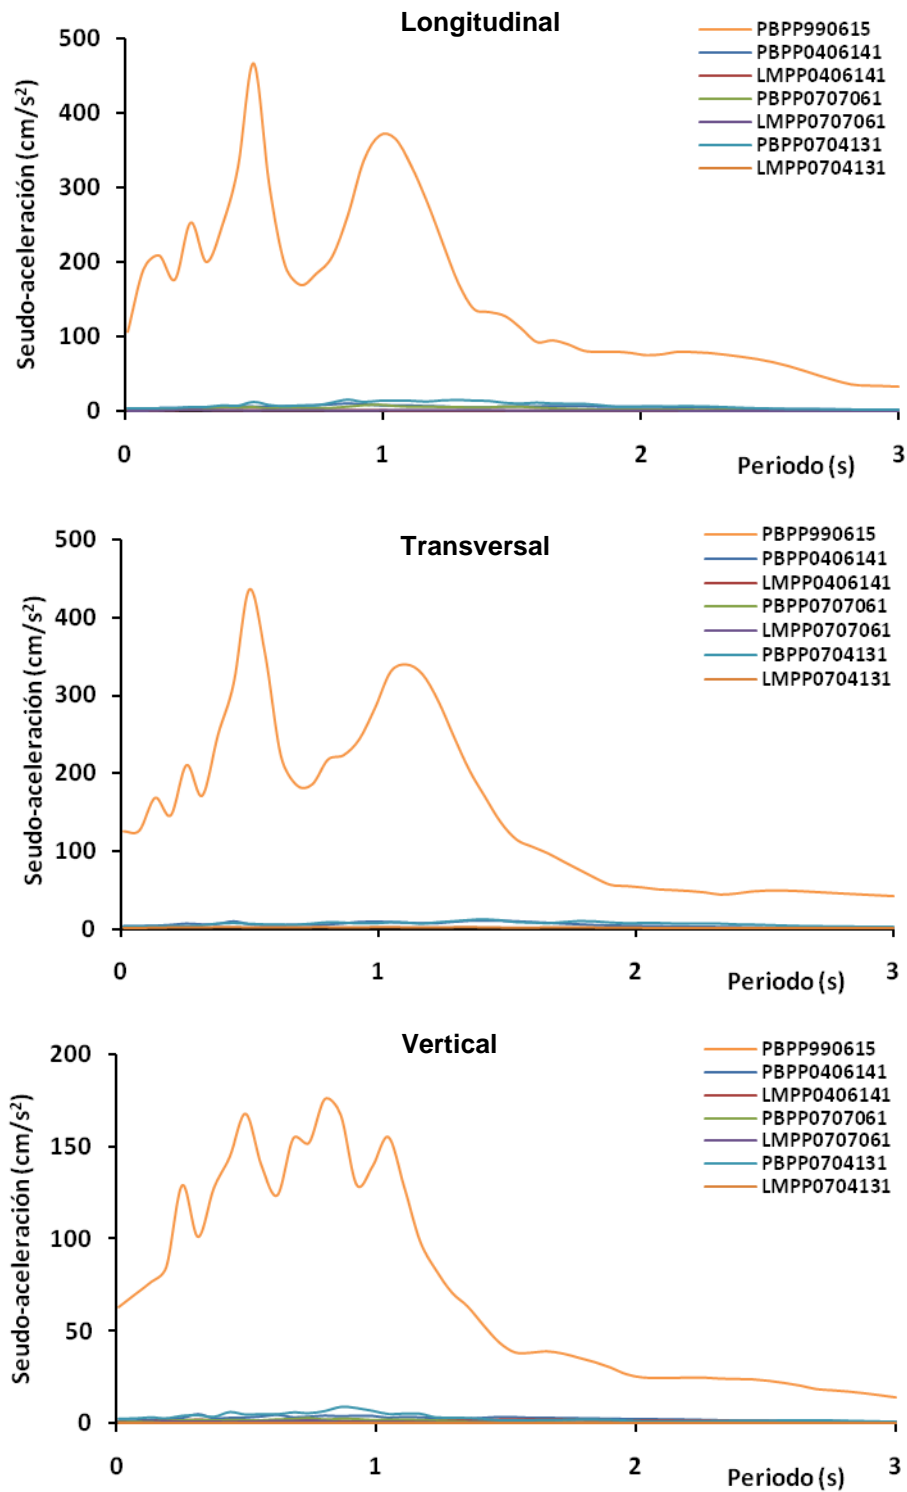 Longitudinal
Seudo-aceleración (cm/s²)
500
400
300
200
100
0
0
1
2
3
Periodo (s)
PBPP990615
PBPP0406141
LMPP0406141
PBPP0707061
LMPP0707061
PBPP0704131
LMPP0704131
Transversal
Seudo-aceleración (cm/s²)
500
400
300
200
100
0
0
1
2
3
Periodo (s)
PBPP990615
PBPP0406141
LMPP0406141
PBPP0707061
LMPP0707061
PBPP0704131
LMPP0704131
Vertical
Seudo-aceleración (cm/s²)
200
150
100
50
0
0
1
2
3
Periodo (s)
PBPP990615
PBPP0406141
LMPP0406141
PBPP0707061
LMPP0707061
PBPP0704131
LMPP0704131